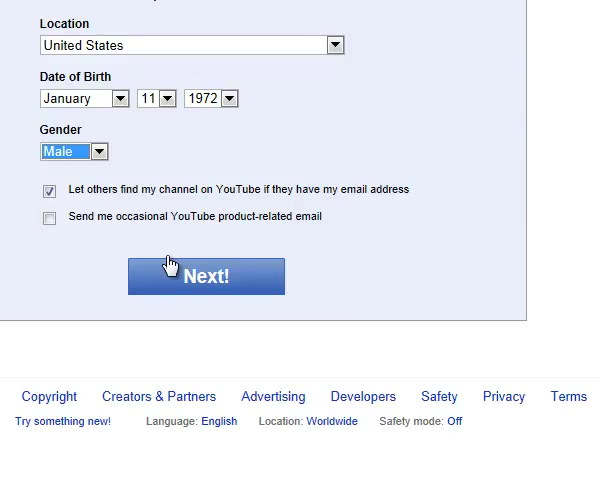 Location
United States
Date of Birth
January 11 1972
Gender
Male
Let others find my channel on YouTube if they have my email address
Send me occasional YouTube product-related email
Next!
Copyright Creators & Partners Advertising Developers Safety Privacy Terms
Try something new! Language: English Location: Worldwide Safety mode: Off